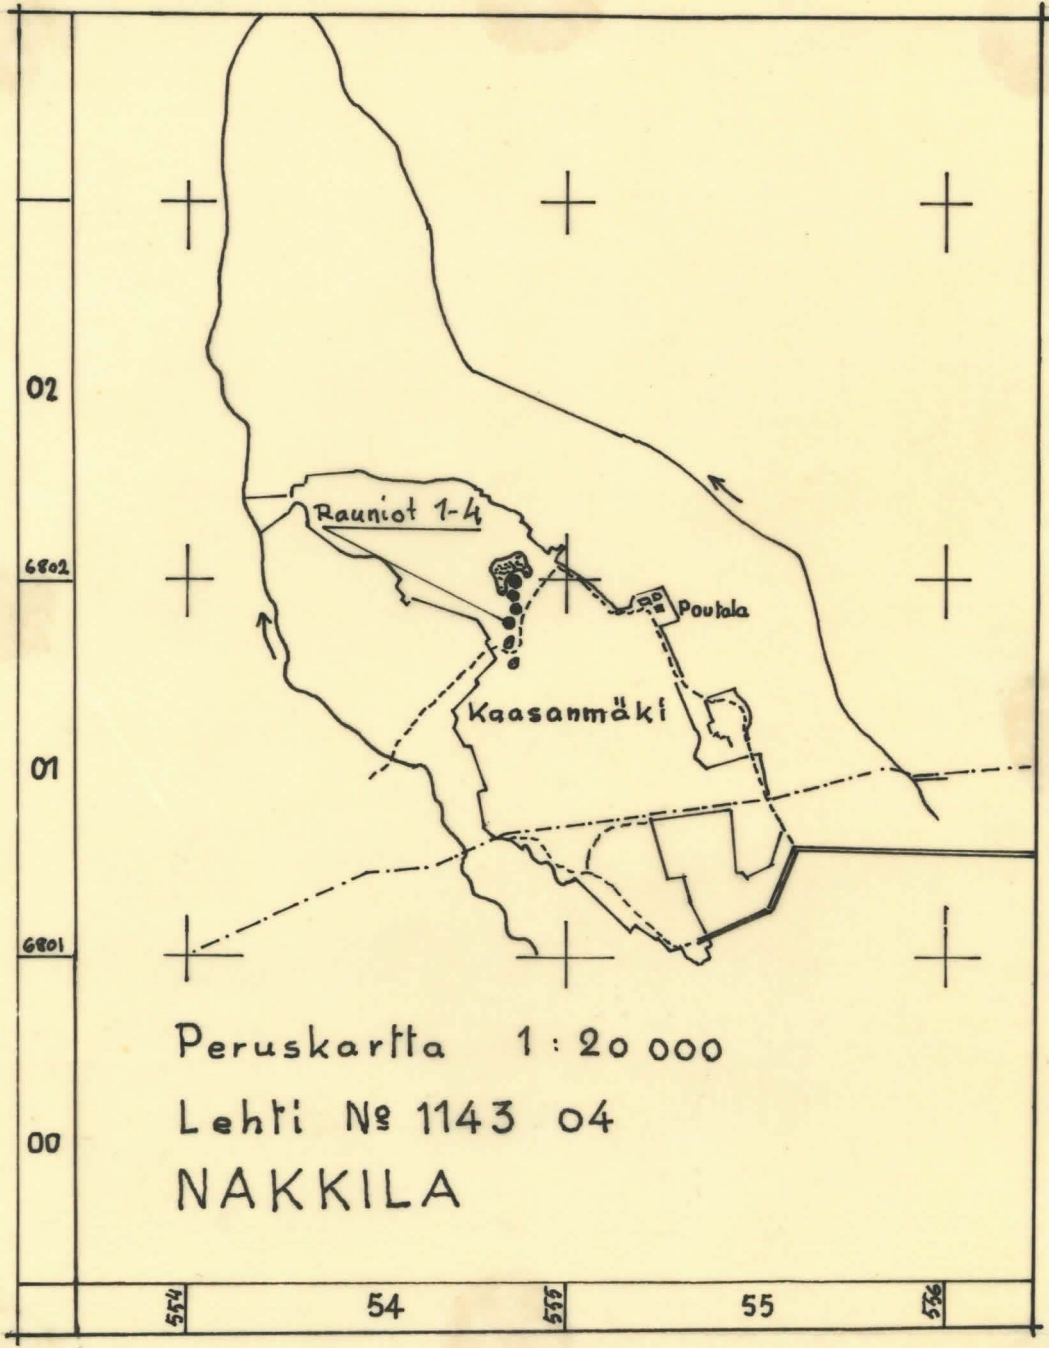 02
Rauniot 1-4
6802
Poutala
Kaasanmäki
01
6801
Peruskartta 1:20 000
Lehti № 1143 04
00
NAKKILA
554 54 555 55 556